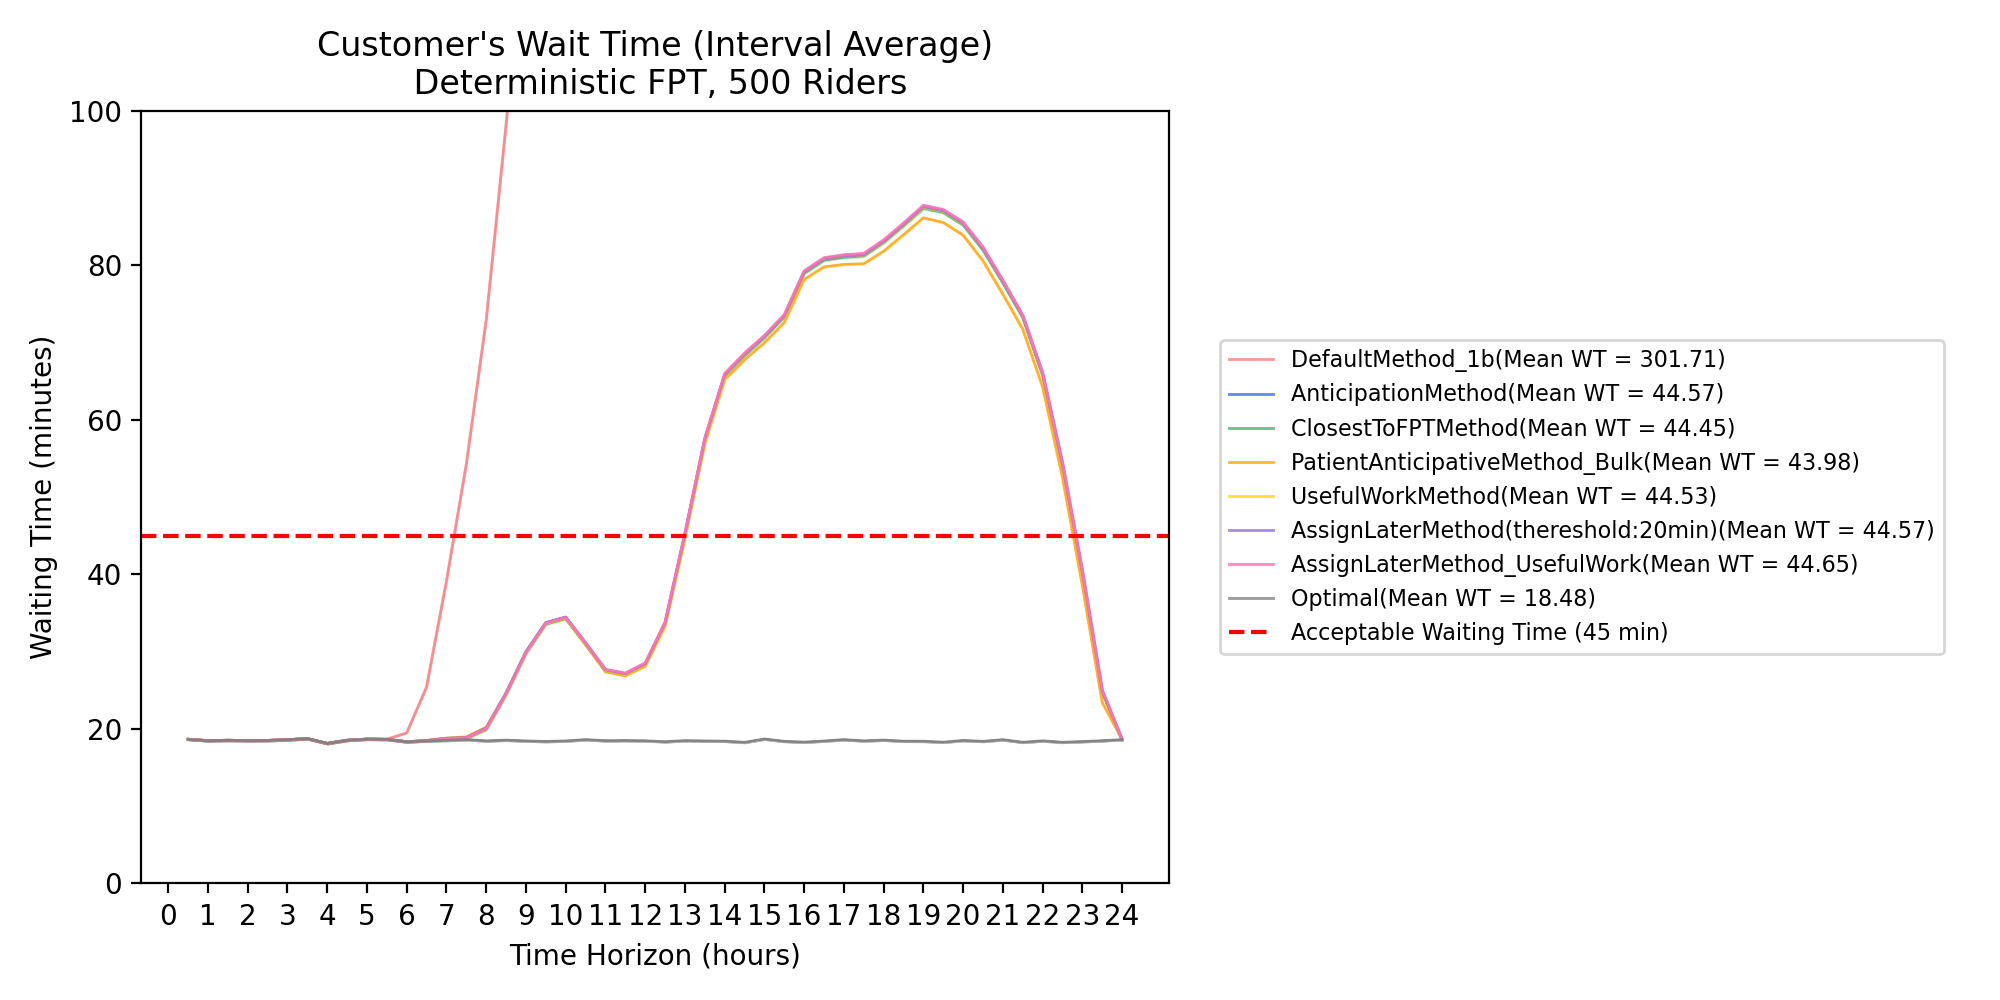 Customer's Wait Time (Interval Average)
Deterministic FPT, 500 Riders
100
80
60
40
20
0
Waiting Time (minutes)
0 1 2 3 4 5 6 7 8 9 10 11 12 13 14 15 16 17 18 19 20 21 22 23 24
Time Horizon (hours)
DefaultMethod_1b(Mean WT = 301.71)
AnticipationMethod(Mean WT = 44.57)
ClosestToFPTMethod(Mean WT = 44.45)
PatientAnticipativeMethod_Bulk(Mean WT = 43.98)
UsefulWorkMethod(Mean WT = 44.53)
AssignLaterMethod(thereshold:20min)(Mean WT = 44.57)
AssignLaterMethod_UsefulWork(Mean WT = 44.65)
Optimal(Mean WT = 18.48)
Acceptable Waiting Time (45 min)